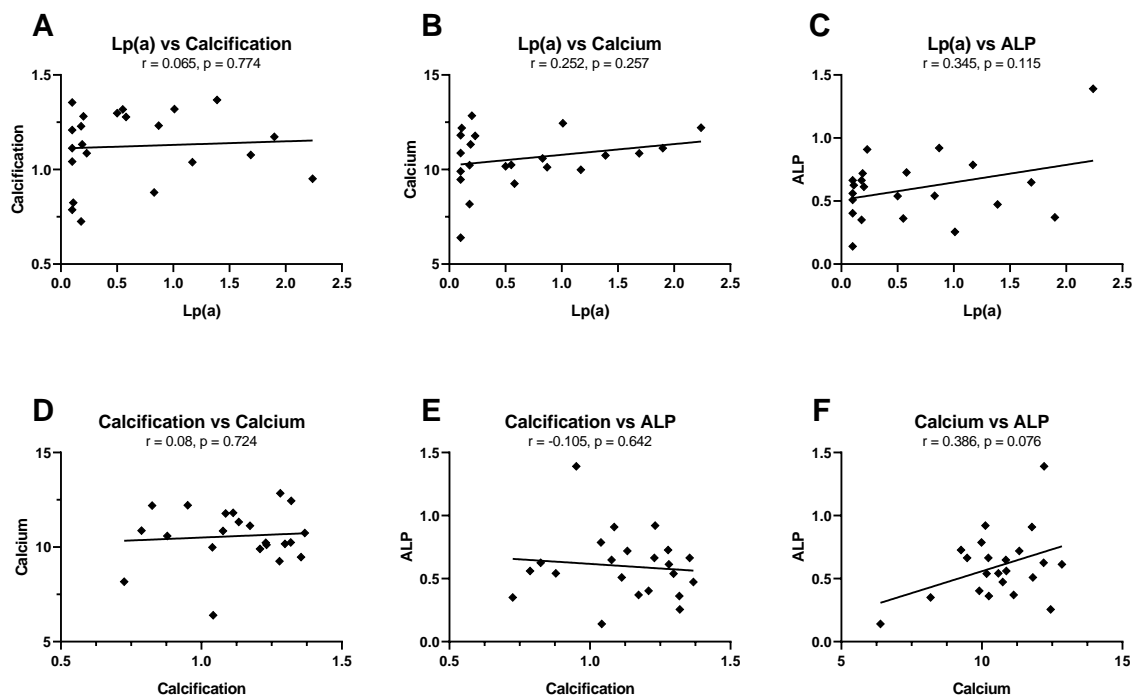 A
Lp(a) vs Calcification
r = 0.065, p = 0.774
1.5
1.0
0.5
Calcification
0.0 0.5 1.0 1.5 2.0 2.5
Lp(a)
B
Lp(a) vs Calcium
r = 0.252, p = 0.257
15
10
5
Calcium
0.0 0.5 1.0 1.5 2.0 2.5
Lp(a)
C
Lp(a) vs ALP
r = 0.345, p = 0.115
1.5
1.0
0.5
0.0
ALP
0.0 0.5 1.0 1.5 2.0 2.5
Lp(a)
D
Calcification vs Calcium
r = 0.08, p = 0.724
15
10
5
Calcium
0.5 1.0 1.5
Calcification
E
Calcification vs ALP
r = -0.105, p = 0.642
1.5
1.0
0.5
0.0
ALP
0.5 1.0 1.5
Calcification
F
Calcium vs ALP
r = 0.386, p = 0.076
1.5
1.0
0.5
0.0
ALP
5 10 15
Calcium